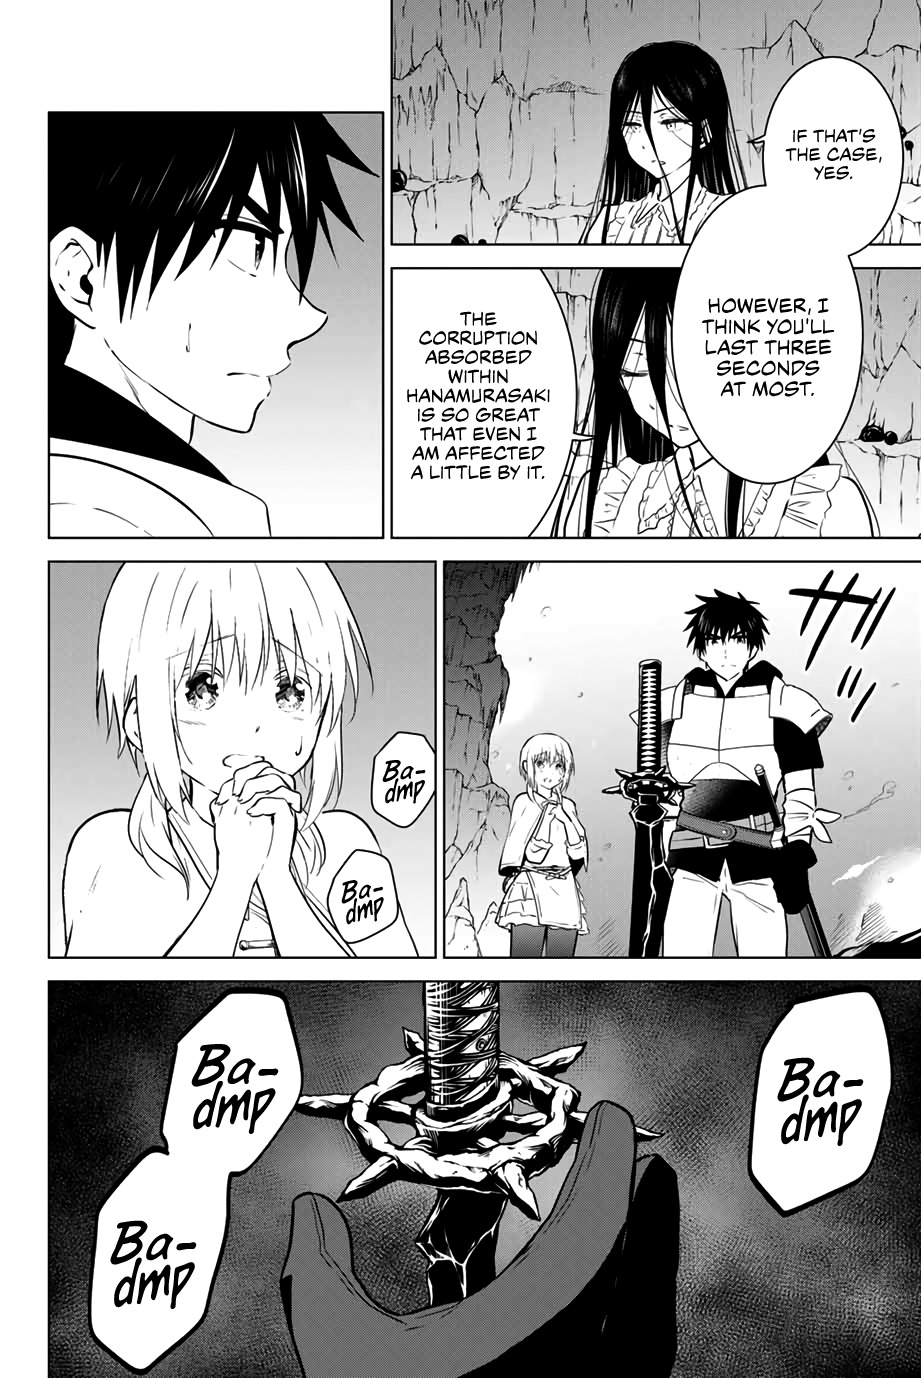 IF THAT'S
THE CASE,
YES.
HOWEVER, I
THINK YOU'LL
LAST THREE
SECONDS
AT MOST.
THE
CORRUPTION
ABSORBED
WITHIN
HANAMURASAKI
IS SO GREAT
THAT EVEN I
AM AFFECTED
A LITTLE BY IT.
ザッ
Ba-
dmp
Ba-
dmp
Ba-
dmp
Ba-
dmp
Ba-
dmp